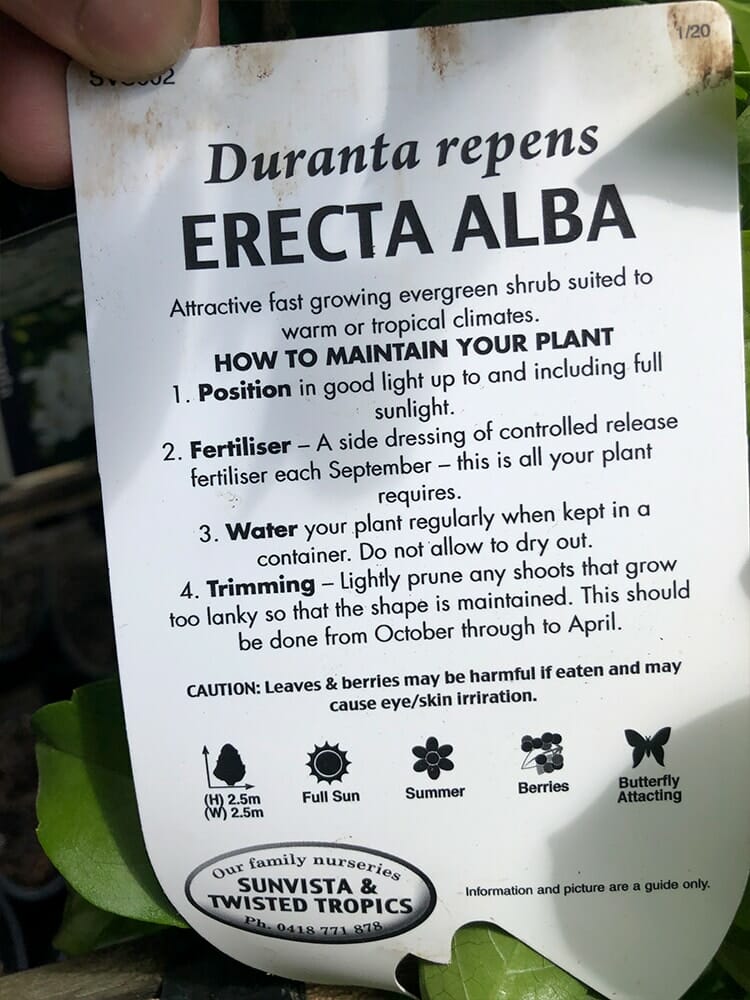 1/20
Duranta repens
ERECTA ALBA
Attractive fast growing evergreen shrub suited to
warm or tropical climates.
HOW TO MAINTAIN YOUR PLANT
1. Position in good light up to and including full
sunlight.
2. Fertiliser – A side dressing of controlled release
fertiliser each September – this is all your plant
requires.
3. Water your plant regularly when kept in a
container. Do not allow to dry out.
4. Trimming – Lightly prune any shoots that grow
too lanky so that the shape is maintained. This should
be done from October through to April.
CAUTION: Leaves & berries may be harmful if eaten and may
cause eye/skin irriration.
(H) 2.5m
(W) 2.5m
Full Sun
Summer
Berries
Butterfly
Attacting
Our family nurseries
SUNVISTA &
TWISTED TROPICS
Ph. 0418 771 878
Information and picture are a guide only.